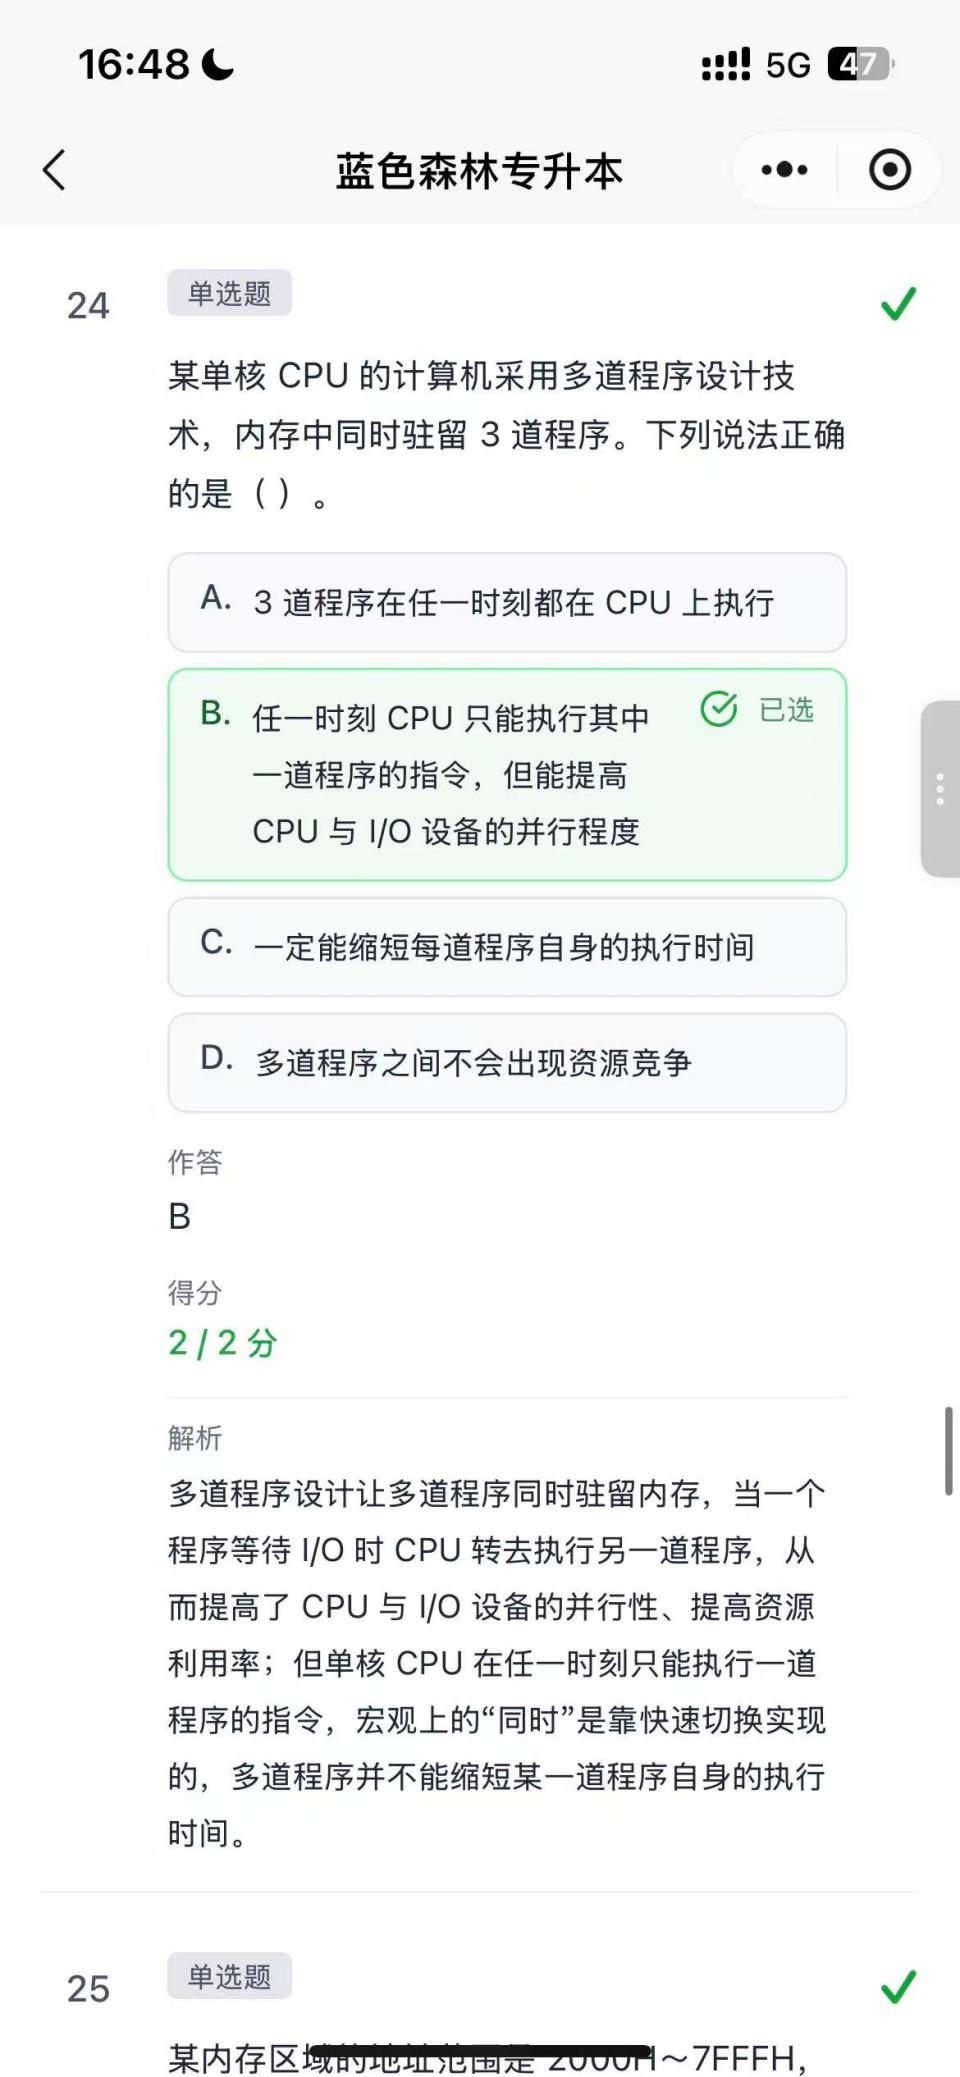 16:48
5G
47
蓝色森林专升本
24
单选题
某单核 CPU 的计算机采用多道程序设计技
术，内存中同时驻留 3 道程序。下列说法正确
的是（）。
A. 3 道程序在任一时刻都在 CPU 上执行
B. 任一时刻 CPU 只能执行其中
已选
一道程序的指令，但能提高
CPU 与 I/O 设备的并行程度
C. 一定能缩短每道程序自身的执行时间
D. 多道程序之间不会出现资源竞争
作答
B
得分
2 / 2 分
解析
多道程序设计让多道程序同时驻留内存，当一个
程序等待 I/O 时 CPU 转去执行另一道程序，从
而提高了 CPU 与 I/O 设备的并行性、提高资源
利用率；但单核 CPU 在任一时刻只能执行一道
程序的指令，宏观上的“同时”是靠快速切换实现
的，多道程序并不能缩短某一道程序自身的执行
时间。
25
单选题
某内存区域的地址范围是 2000H～7FFFH，